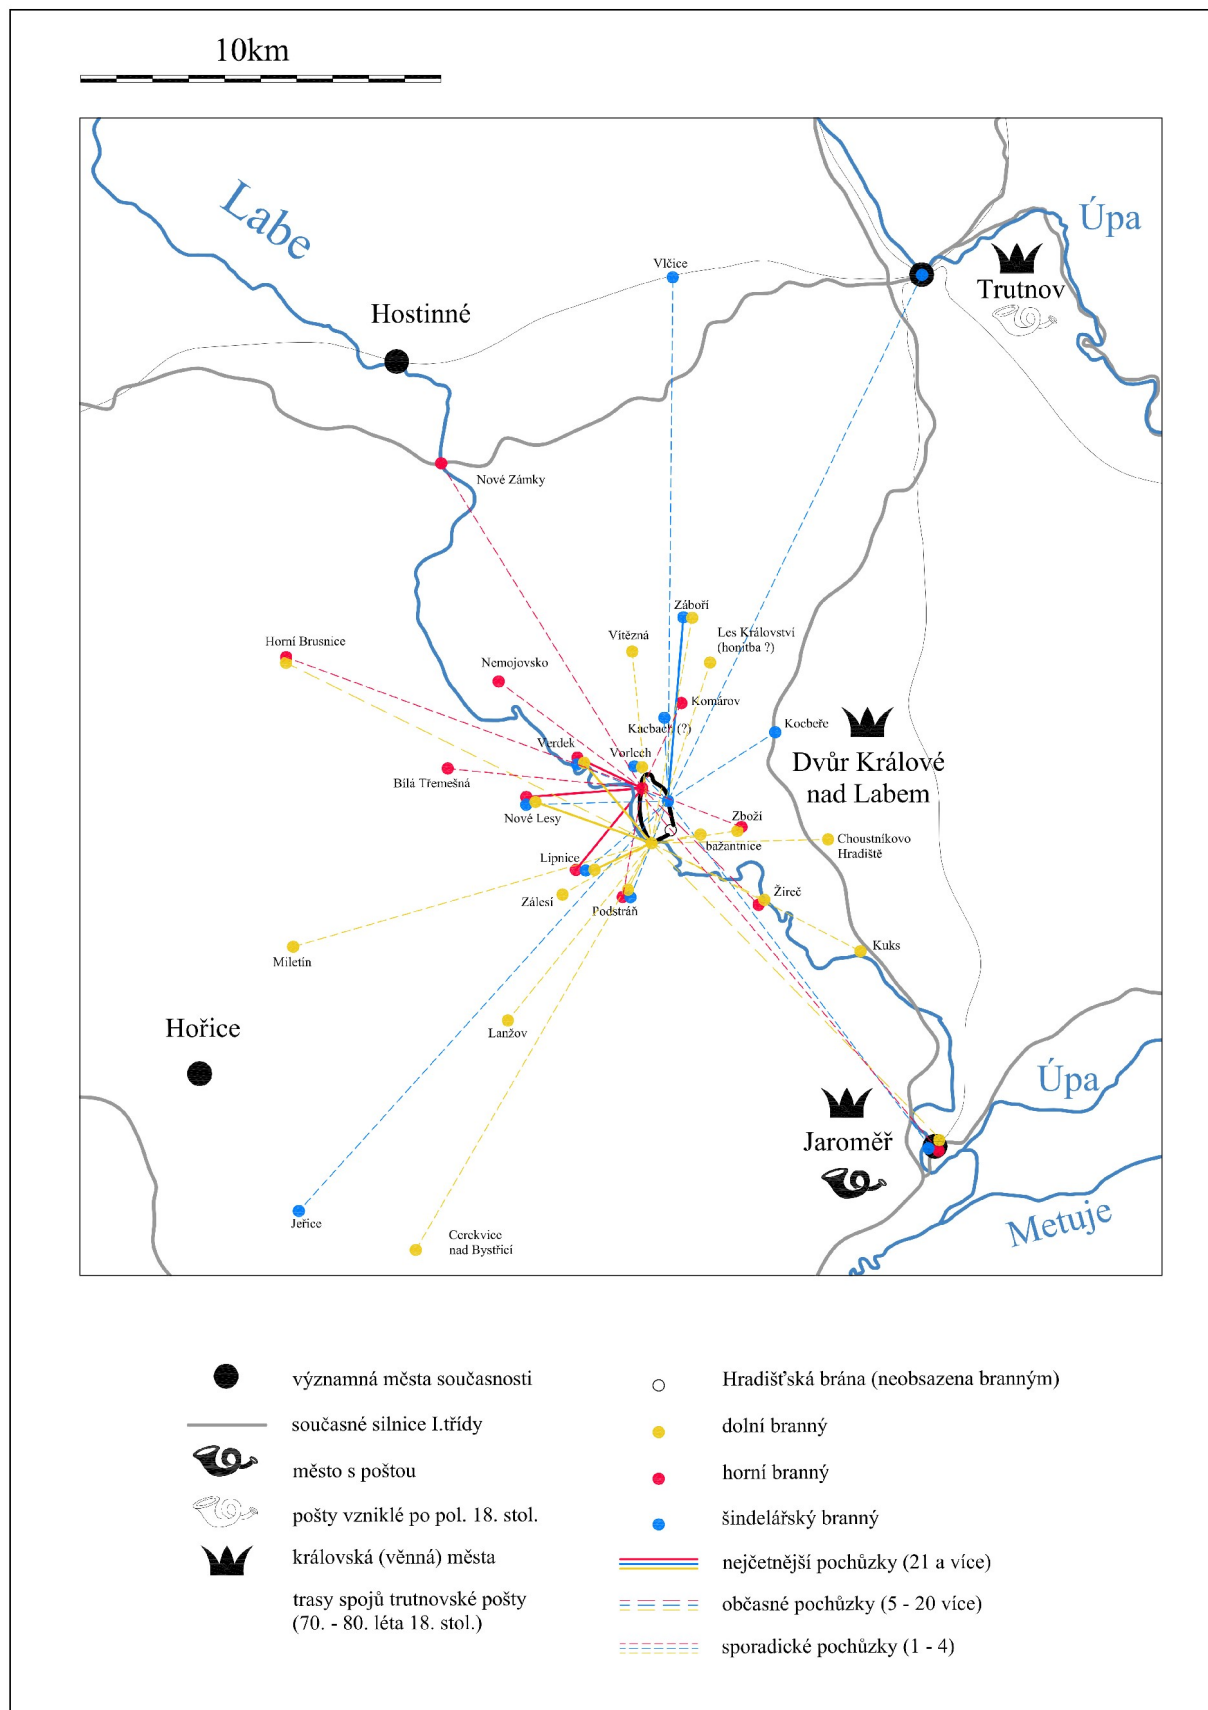 10km
Labe
Úpa
Vlčice
Trutnov
Hostinné
Nové Zámky
Záboří
Les Království
(honitba ?)
Vítězná
Horní Brusnice
Nemojovsko
Komárov
Kacbach (?)
Kocbeře
Verdek
Vorlech
Dvůr Králové
nad Labem
Bílá Třemešná
Nové Lesy
Zboží
bažantnice
Choustníkovo
Hradiště
Lipnice
Zálesí
Podstráň
Žireč
Kuks
Miletín
Lanžov
Hořice
Úpa
Jaroměř
Metuje
Jeřice
Cerekvice
nad Bystřicí
významná města současnosti
současné silnice I.třídy
město s poštou
pošty vzniklé po pol. 18. stol.
královská (věnná) města
trasy spojů trutnovské pošty
(70. - 80. léta 18. stol.)
Hradišťská brána (neobsazena branným)
dolní branný
horní branný
šindelářský branný
nejčetnější pochůzky (21 a více)
občasné pochůzky (5 - 20 více)
sporadické pochůzky (1 - 4)